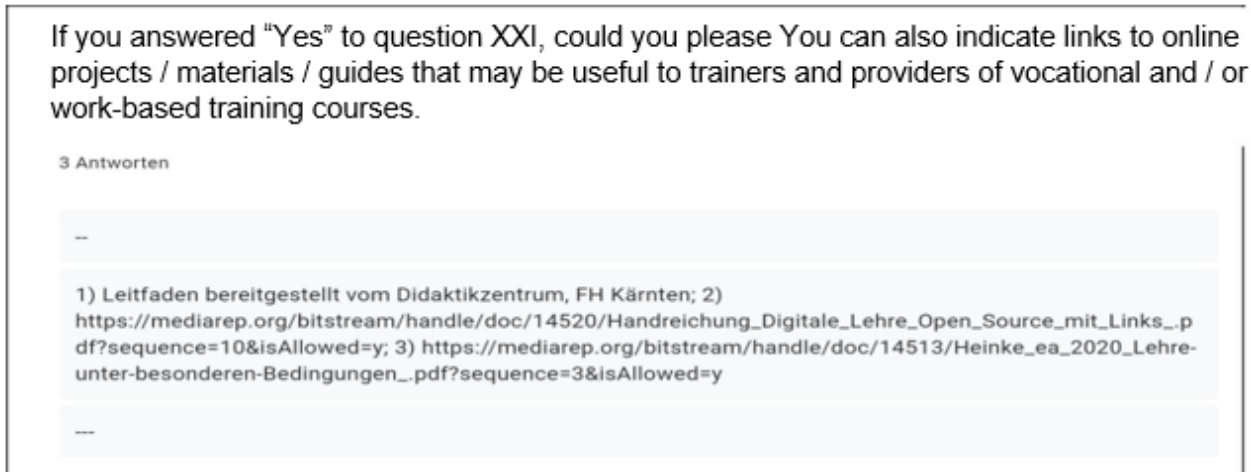 If you answered “Yes” to question XXI, could you please You can also indicate links to online
projects / materials / guides that may be useful to trainers and providers of vocational and / or
work-based training courses.
3 Antworten
--
1) Leitfaden bereitgestellt vom Didaktikzentrum, FH Kärnten; 2)
https://mediarep.org/bitstream/handle/doc/14520/Handreichung_Digitale_Lehre_Open_Source_mit_Links_.p
df?sequence=10&isAllowed=y; 3) https://mediarep.org/bitstream/handle/doc/14513/Heinke_ea_2020_Lehre-
unter-besonderen-Bedingungen_.pdf?sequence=3&isAllowed=y
---